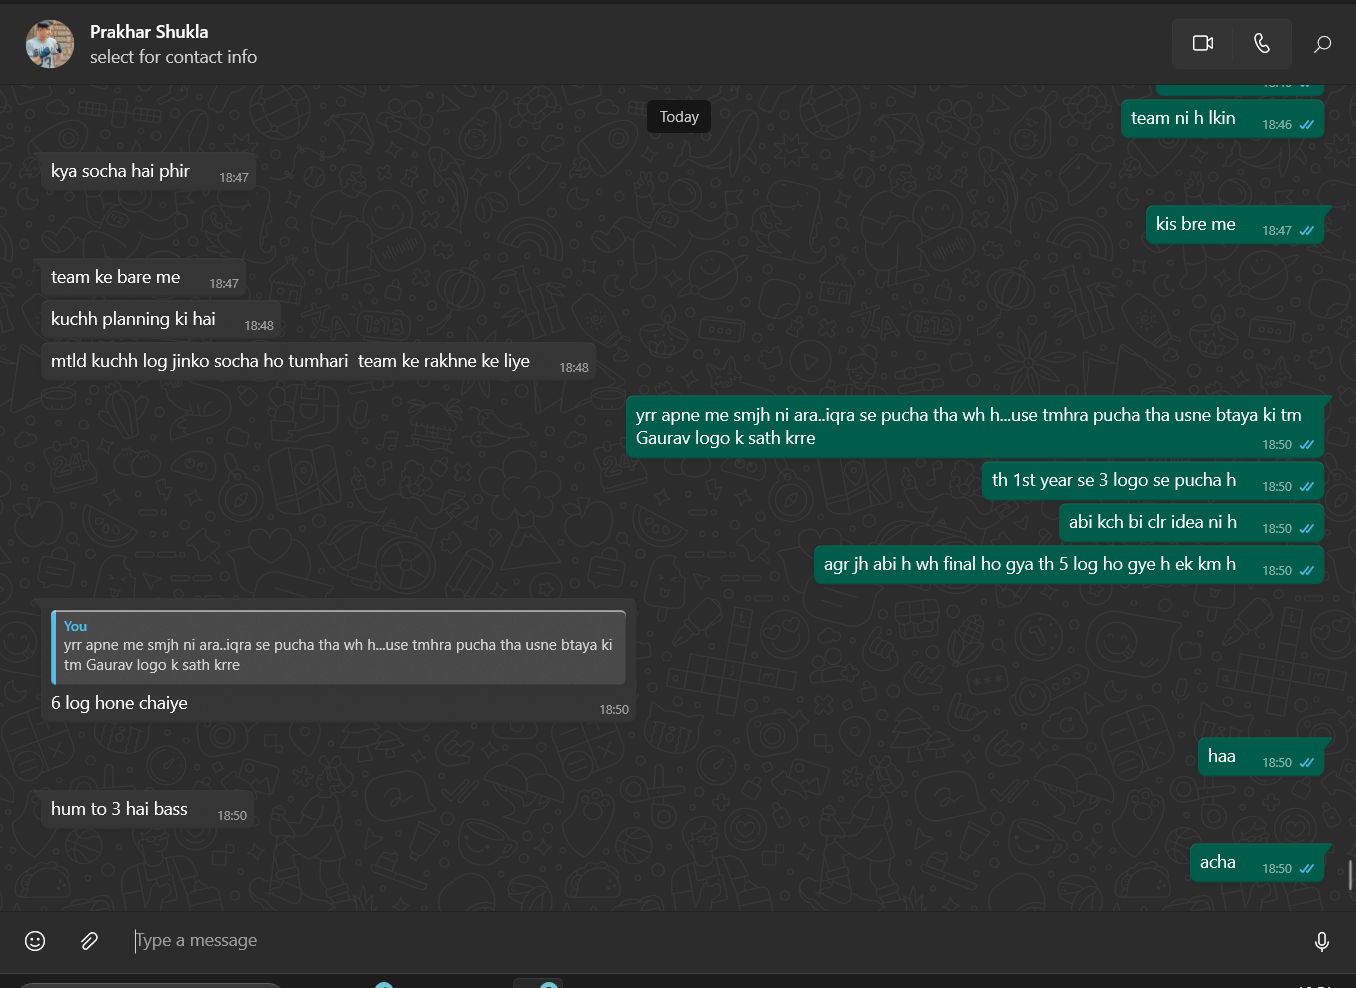 Prakhar Shukla
select for contact info
Today
team ni h lkin 18:46
kya socha hai phir 18:47
kis bre me 18:47
team ke bare me 18:47
kuchh planning ki hai 18:48
mtld kuchh log jinko socha ho tumhari team ke rakhne ke liye 18:48
yrr apne me smjh ni ara..iqra se pucha tha wh h...use tmhra pucha tha usne btaya ki tm
Gaurav logo k sath krre 18:50
th 1st year se 3 logo se pucha h 18:50
abi kch bi clr idea ni h 18:50
agr jh abi h wh final ho gya th 5 log ho gye h ek km h 18:50
You
yrr apne me smjh ni ara..iqra se pucha tha wh h...use tmhra pucha tha usne btaya ki
tm Gaurav logo k sath krre
6 log hone chaiye 18:50
haa 18:50
hum to 3 hai bass 18:50
acha 18:50
Type a message